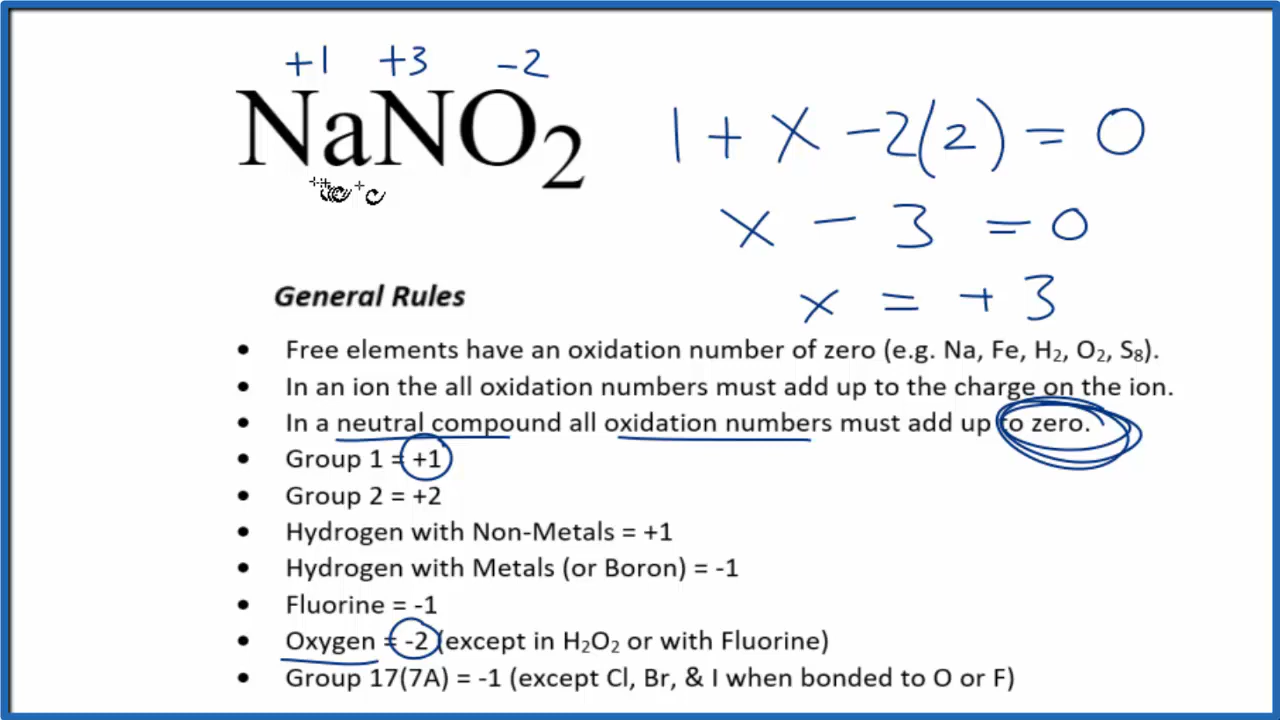 +1 +3 -2
NaNO₂
1 + x - 2(2) = 0
x - 3 = 0
x = + 3
General Rules
• Free elements have an oxidation number of zero (e.g. Na, Fe, H₂, O₂, S₈).
• In an ion the all oxidation numbers must add up to the charge on the ion.
• In a neutral compound all oxidation numbers must add up to zero.
• Group 1 = +1
• Group 2 = +2
• Hydrogen with Non-Metals = +1
• Hydrogen with Metals (or Boron) = -1
• Fluorine = -1
• Oxygen = -2 (except in H₂O₂ or with Fluorine)
• Group 17(7A) = -1 (except Cl, Br, & I when bonded to O or F)